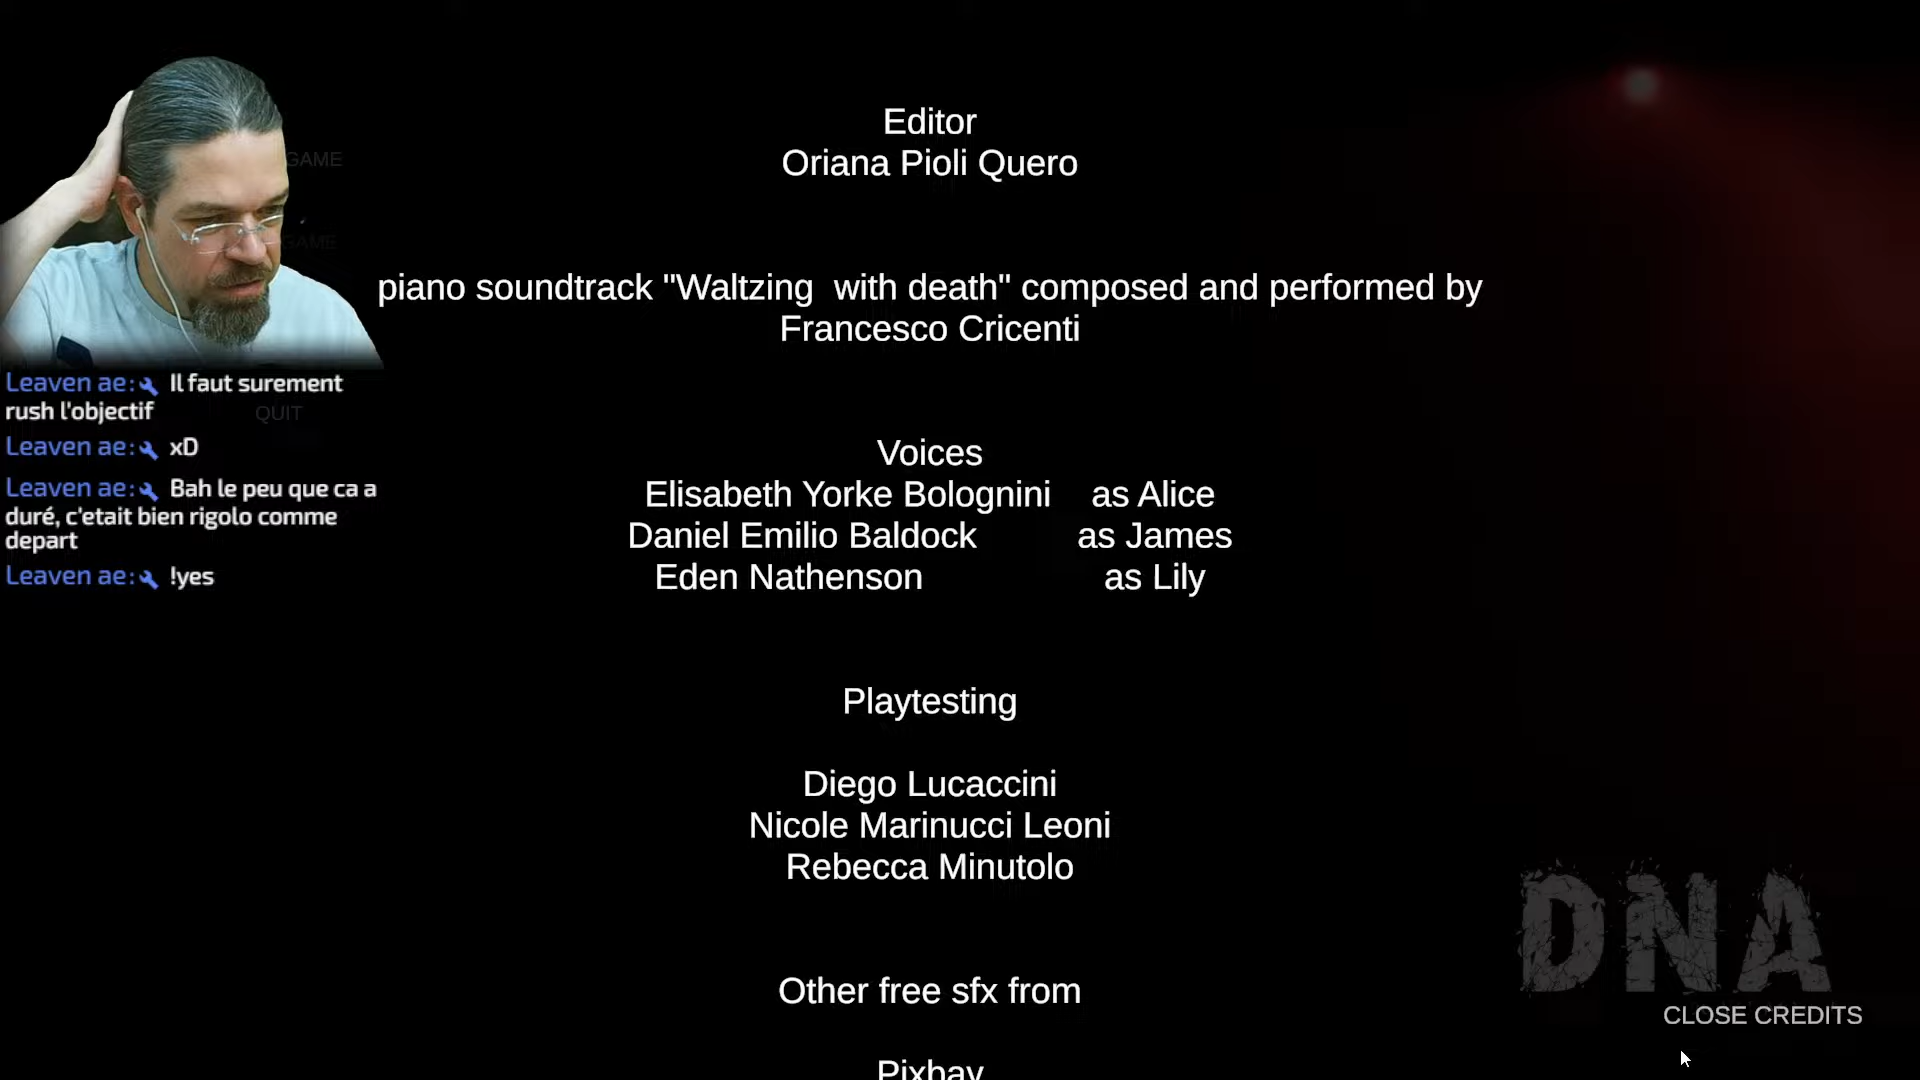 Editor
Oriana Pioli Quero
GAME
GAME
piano soundtrack "Waltzing  with death" composed and performed by
Francesco Cricenti
Leaven ae: Il faut surement
rush l'objectif
QUIT
Leaven ae: xD
Leaven ae: Bah le peu que ca a
duré, c'etait bien rigolo comme
depart
Leaven ae: !yes
Voices
Elisabeth Yorke Bolognini as Alice
Daniel Emilio Baldock as James
Eden Nathenson as Lily
Playtesting
Diego Lucaccini
Nicole Marinucci Leoni
Rebecca Minutolo
Other free sfx from
Pixbay
DNA
CLOSE CREDITS